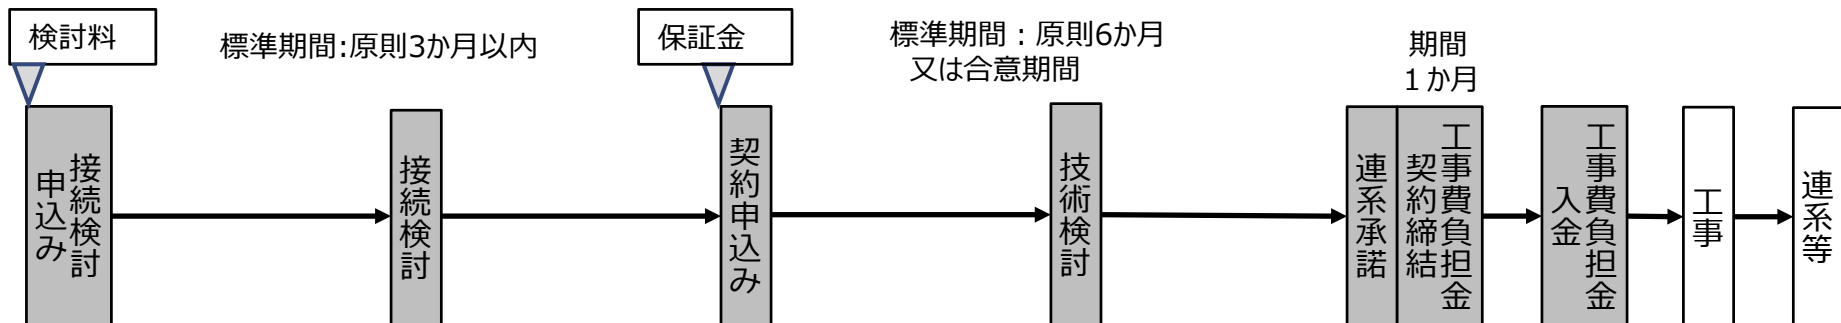 検討料
標準期間:原則3か月以内
保証金
標準期間：原則6か月
又は合意期間
期間
１か月
接続検討
申込み
接続検討
契約申込み
技術検討
連系承諾
工事費負担金
契約締結
工事費負担金
入金
工事
連系等